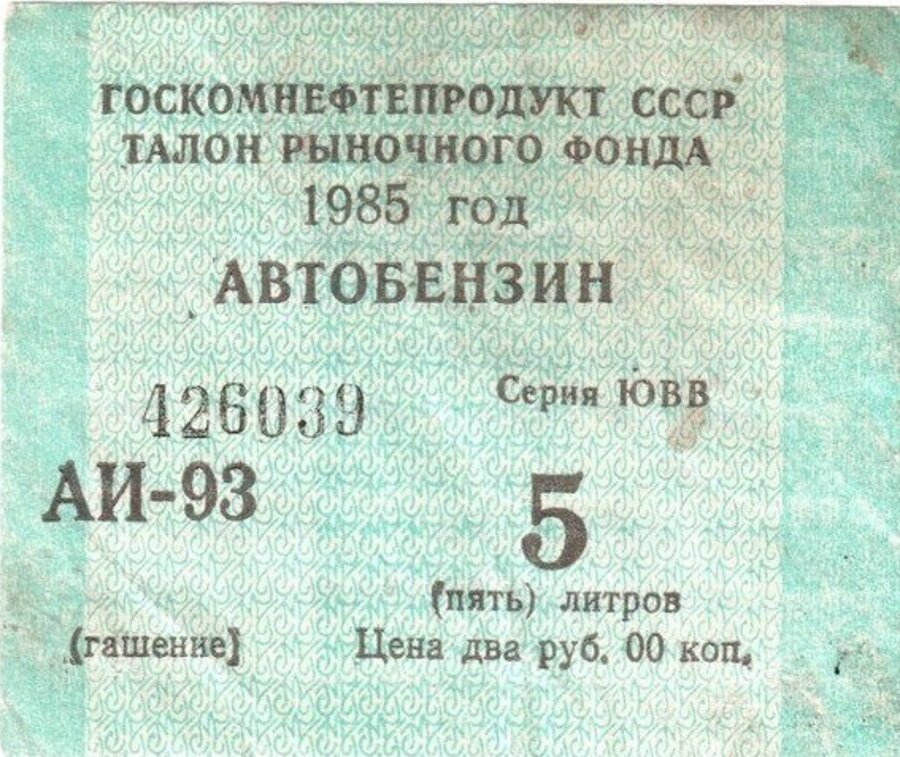 ГОСКОМНЕФТЕПРОДУКТ СССР
ТАЛОН РЫНОЧНОГО ФОНДА
1985 год
АВТОБЕНЗИН
426039 Серия ЮВВ
АИ-93 5
(пять) литров
(гашение) Цена два руб. 00 коп.